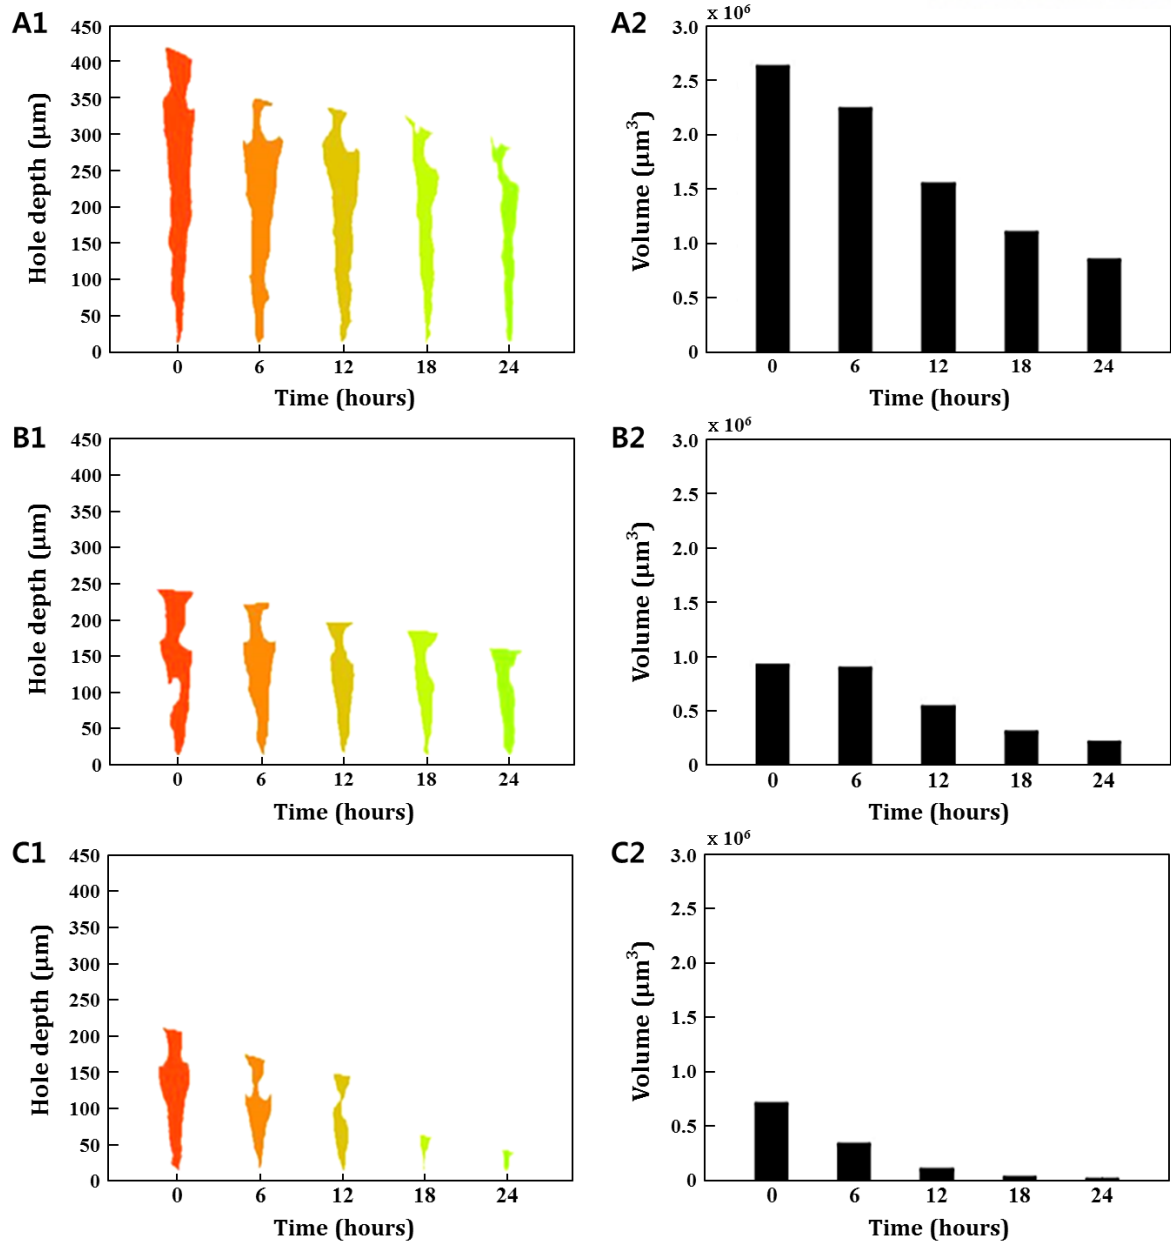 A1
450
400
350
300
250
200
150
100
50
0
Hole depth (μm)
0 6 12 18 24
Time (hours)
A2
x 10⁶
3.0
2.5
2.0
1.5
1.0
0.5
0
Volume (μm³)
0 6 12 18 24
Time (hours)
B1
450
400
350
300
250
200
150
100
50
0
Hole depth (μm)
0 6 12 18 24
Time (hours)
B2
x 10⁶
3.0
2.5
2.0
1.5
1.0
0.5
0
Volume (μm³)
0 6 12 18 24
Time (hours)
C1
450
400
350
300
250
200
150
100
50
0
Hole depth (μm)
0 6 12 18 24
Time (hours)
C2
x 10⁶
3.0
2.5
2.0
1.5
1.0
0.5
0
Volume (μm³)
0 6 12 18 24
Time (hours)